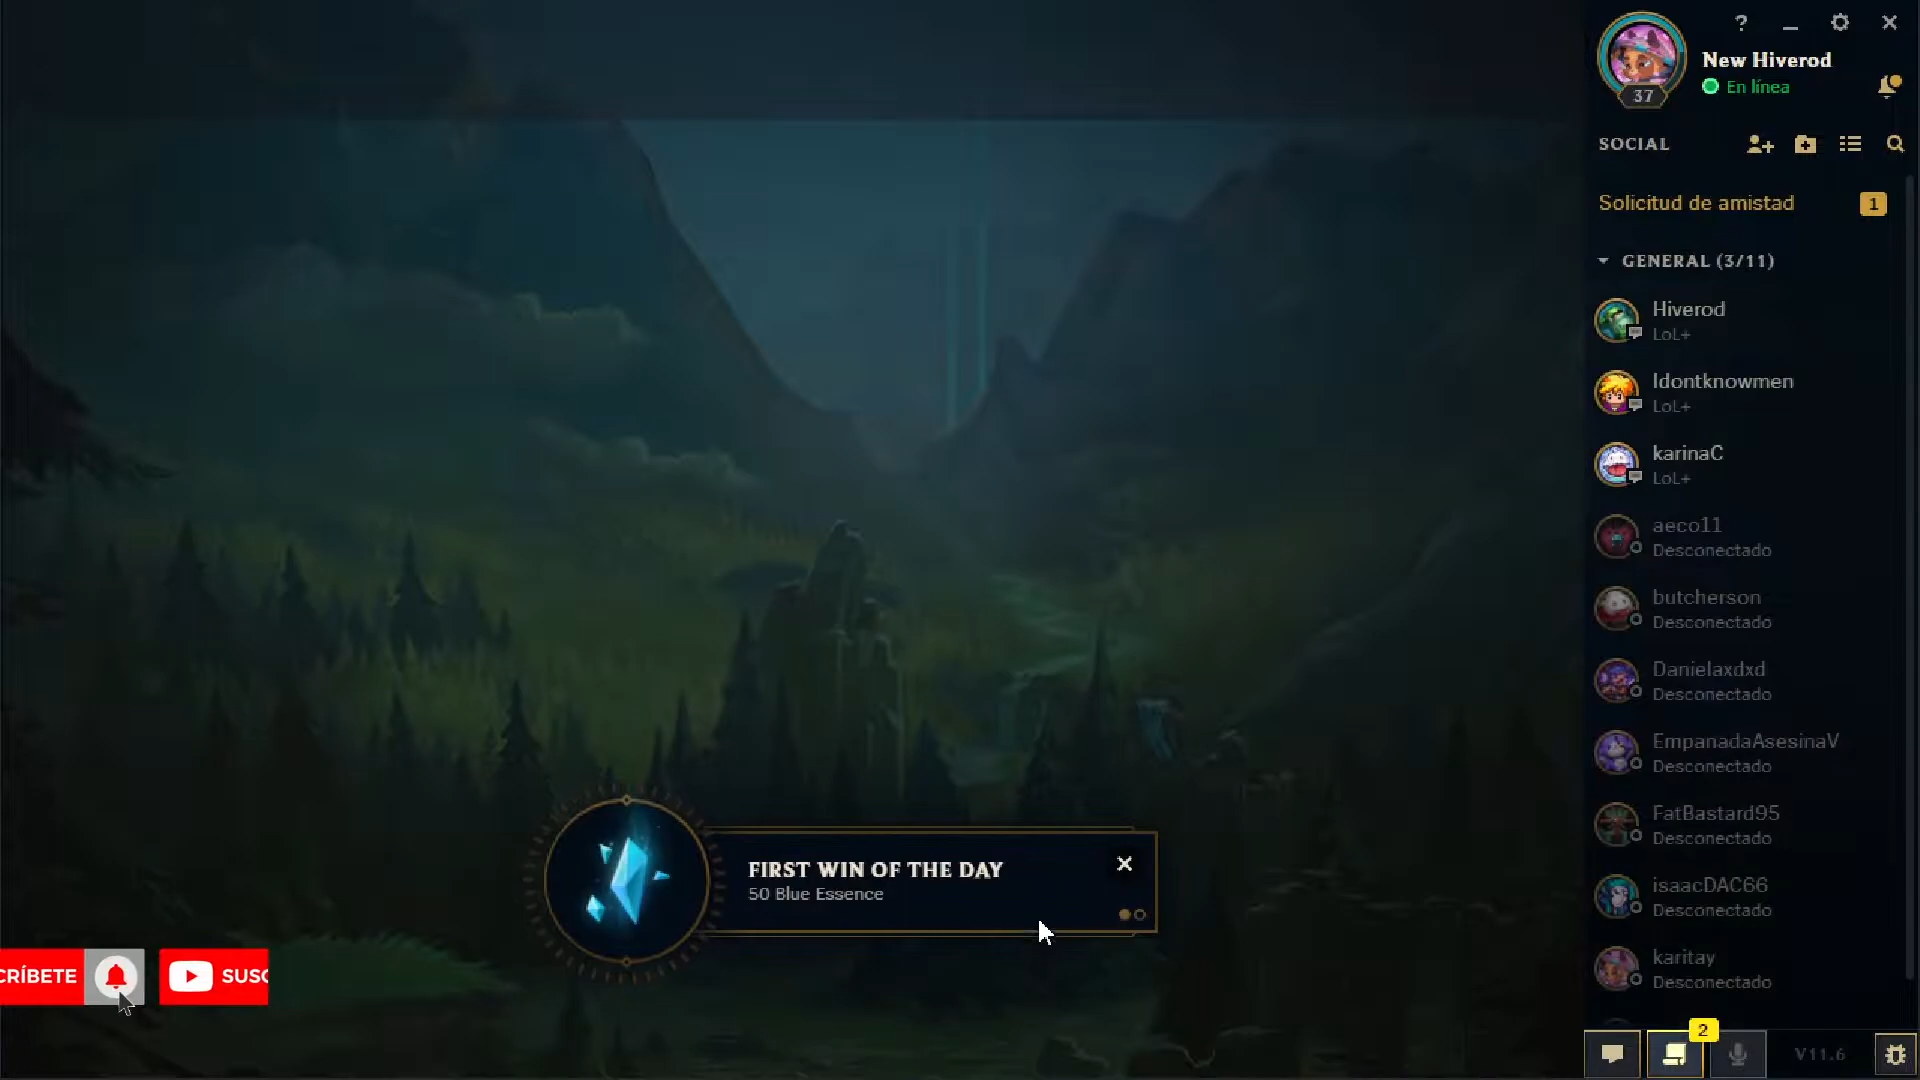 ?
New Hiverod
En línea
37
SOCIAL
Solicitud de amistad
1
GENERAL (3/11)
Hiverod
LoL+
Idontknowmen
LoL+
karinaC
LoL+
aeco11
Desconectado
butcherson
Desconectado
Danielaxdxd
Desconectado
EmpanadaAsesinaV
Desconectado
FatBastard95
Desconectado
isaacDAC66
Desconectado
karitay
Desconectado
FIRST WIN OF THE DAY
50 Blue Essence
CRÍBETE
SUSC
2
V11.6